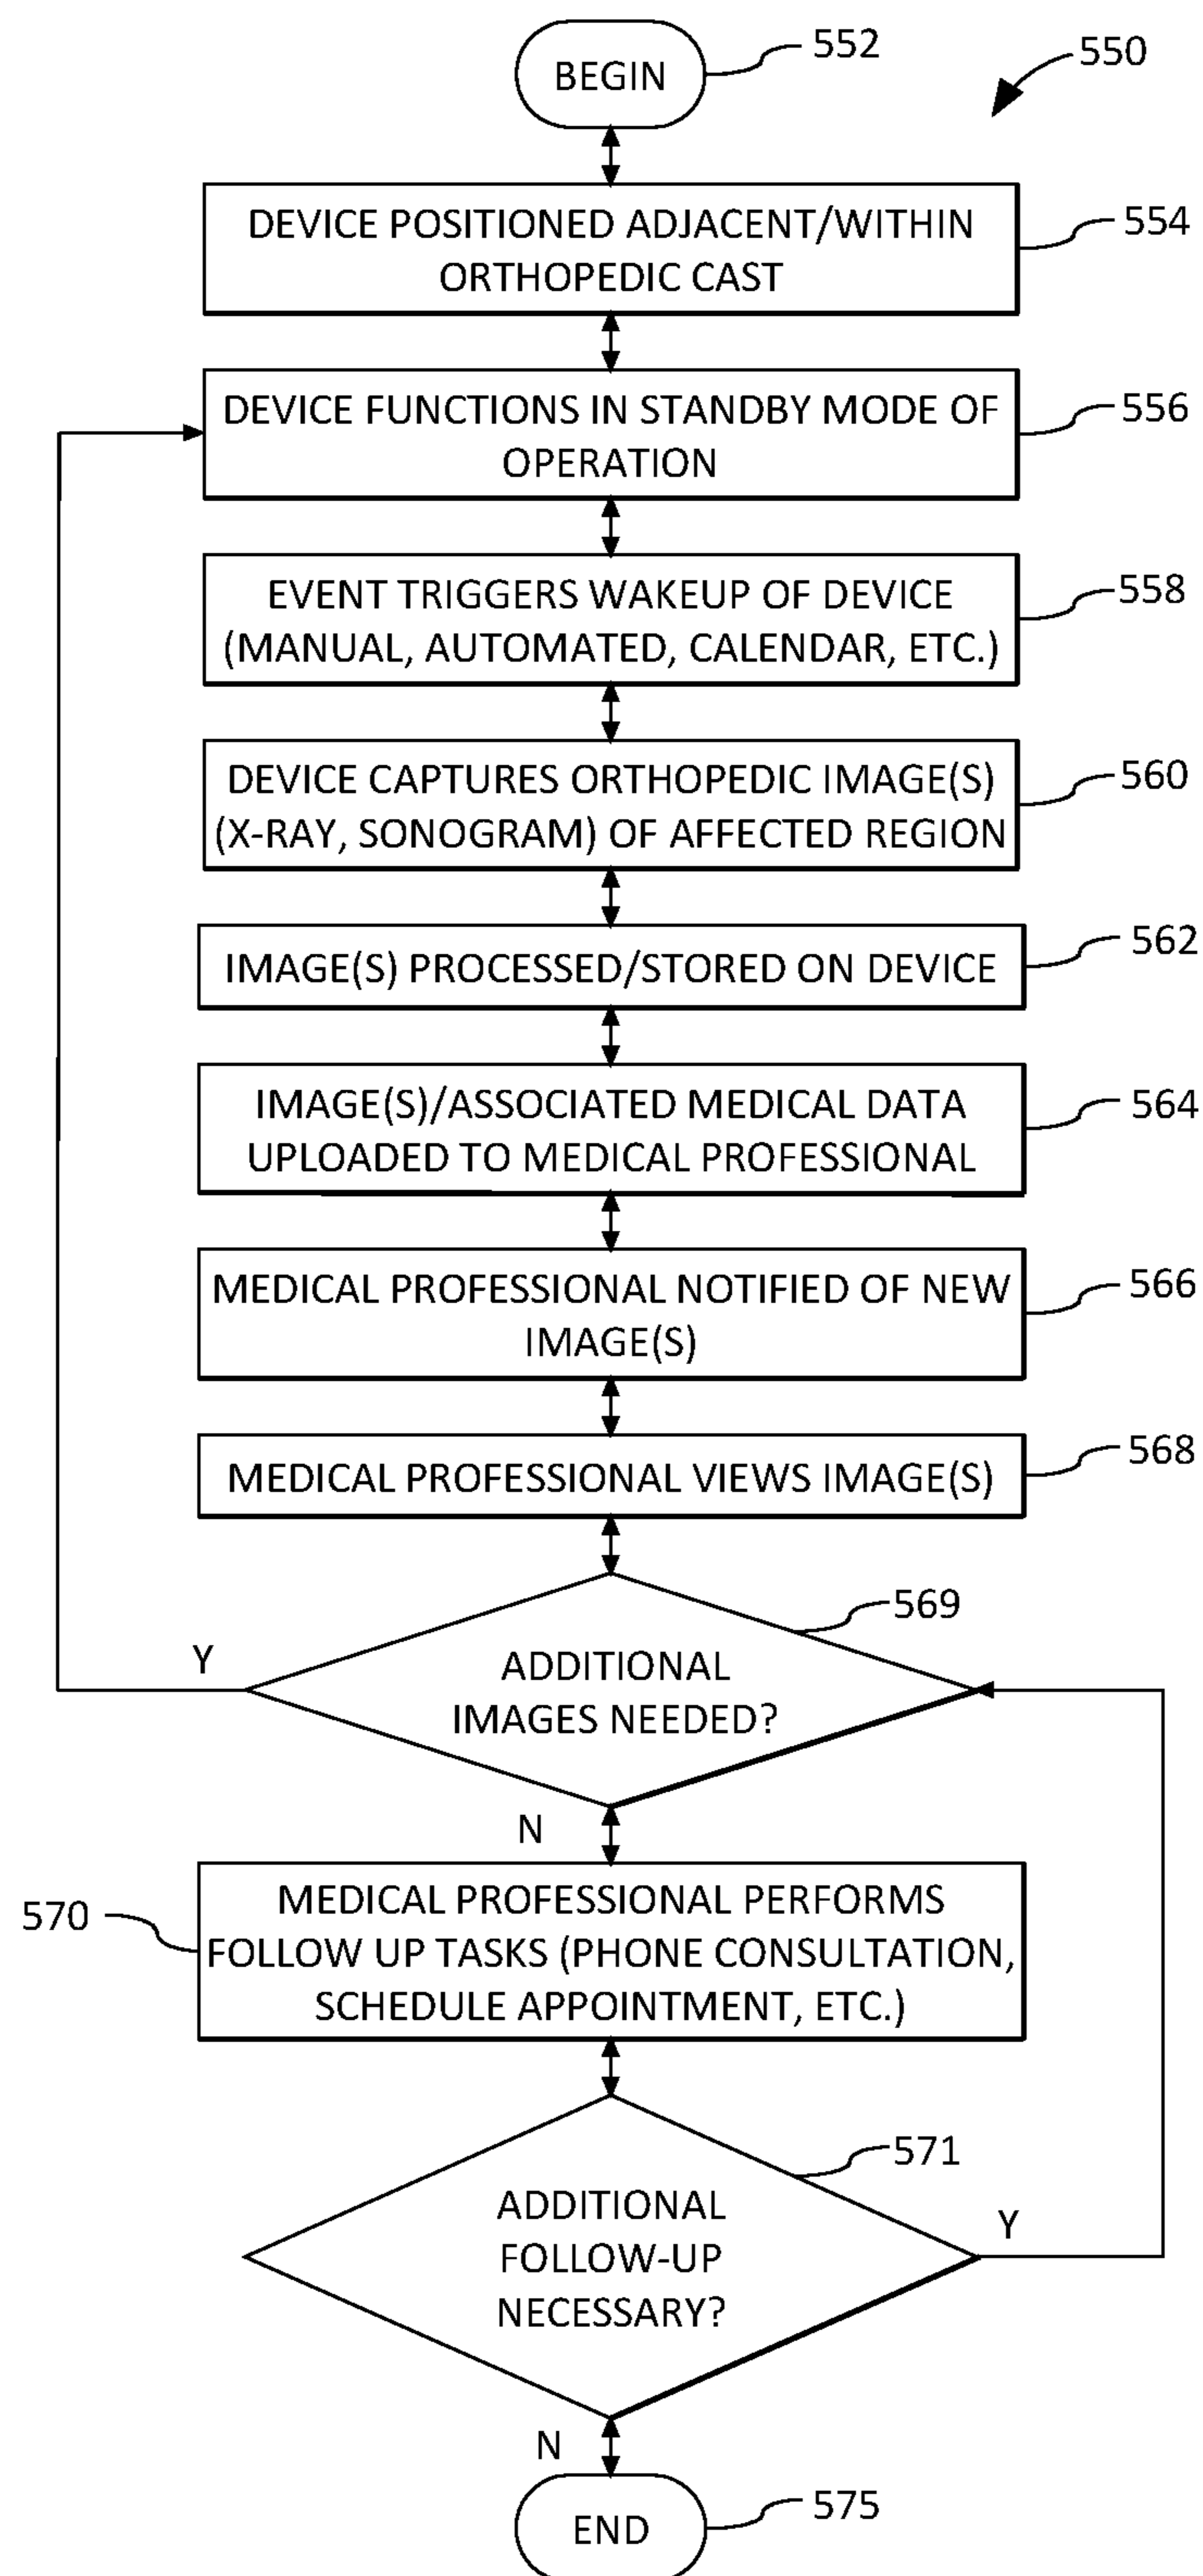 BEGIN
552
550
DEVICE POSITIONED ADJACENT/WITHIN
ORTHOPEDIC CAST
554
DEVICE FUNCTIONS IN STANDBY MODE OF
OPERATION
556
EVENT TRIGGERS WAKEUP OF DEVICE
(MANUAL, AUTOMATED, CALENDAR, ETC.)
558
DEVICE CAPTURES ORTHOPEDIC IMAGE(S)
(X-RAY, SONOGRAM) OF AFFECTED REGION
560
IMAGE(S) PROCESSED/STORED ON DEVICE
562
IMAGE(S)/ASSOCIATED MEDICAL DATA
UPLOADED TO MEDICAL PROFESSIONAL
564
MEDICAL PROFESSIONAL NOTIFIED OF NEW
IMAGE(S)
566
MEDICAL PROFESSIONAL VIEWS IMAGE(S)
568
569
Y
ADDITIONAL
IMAGES NEEDED?
N
570
MEDICAL PROFESSIONAL PERFORMS
FOLLOW UP TASKS (PHONE CONSULTATION,
SCHEDULE APPOINTMENT, ETC.)
571
ADDITIONAL
FOLLOW-UP
NECESSARY?
Y
N
END
575